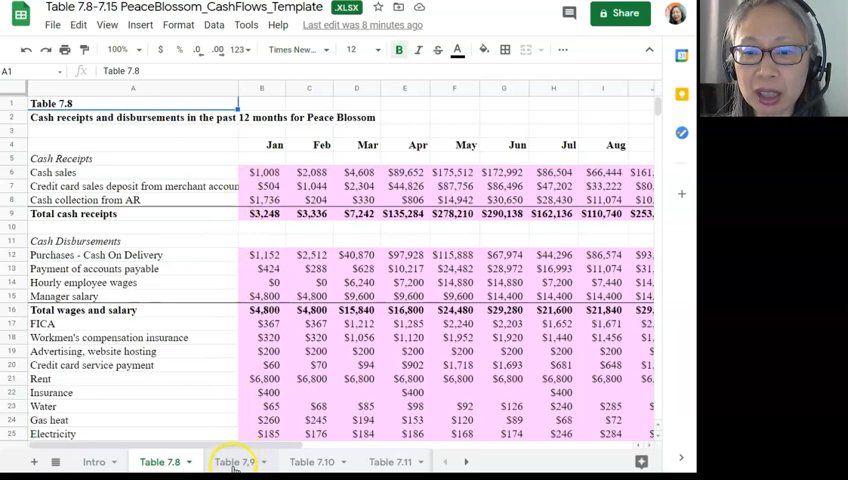 Table 7.8-7.15 PeaceBlossom_CashFlows_Template .XLSX
File Edit View Insert Format Data Tools Help Last edit was 8 minutes ago
Share
100% $ % .0 .00 123 Times New... 12 B I S A
A1 fx Table 7.8
A B C D E F G H I
1 Table 7.8
2 Cash receipts and disbursements in the past 12 months for Peace Blossom
3
4 Jan Feb Mar Apr May Jun Jul Aug
5 Cash Receipts
6 Cash sales $1,008 $2,088 $4,608 $89,652 $175,512 $172,992 $86,504 $66,444 $161,
7 Credit card sales deposit from merchant accoun $504 $1,044 $2,304 $44,826 $87,756 $86,496 $47,202 $33,222 $80,
8 Cash collection from AR $1,736 $204 $330 $806 $14,942 $30,650 $28,430 $11,074 $10,
9 Total cash receipts $3,248 $3,336 $7,242 $135,284 $278,210 $290,138 $162,136 $110,740 $253,
10
11 Cash Disbursements
12 Purchases - Cash On Delivery $1,152 $2,512 $40,870 $97,928 $115,888 $67,974 $44,296 $86,574 $93,
13 Payment of accounts payable $424 $288 $628 $10,217 $24,482 $28,972 $16,993 $11,074 $31,
14 Hourly employee wages $0 $0 $6,240 $7,200 $14,880 $14,880 $7,200 $7,440 $14,
15 Manager salary $4,800 $4,800 $9,600 $9,600 $9,600 $14,400 $14,400 $14,400 $14,
16 Total wages and salary $4,800 $4,800 $15,840 $16,800 $24,480 $29,280 $21,600 $21,840 $29,
17 FICA $367 $367 $1,212 $1,285 $2,240 $2,203 $1,652 $1,671 $2,
18 Workmen's compensation insurance $320 $320 $1,056 $1,120 $1,952 $1,920 $1,440 $1,456 $1,
19 Advertising, website hosting $200 $200 $200 $200 $200 $200 $200 $200 $
20 Credit card service payment $60 $70 $94 $902 $1,718 $1,693 $681 $648 $1,
21 Rent $6,800 $6,800 $6,800 $6,800 $6,800 $6,800 $6,800 $6,800 $6,
22 Insurance $400 $400 $400
23 Water $65 $68 $85 $98 $92 $126 $240 $285 $
24 Gas heat $260 $245 $194 $153 $120 $89 $68 $72
25 Electricity $185 $176 $184 $186 $168 $174 $246 $284 $
Intro Table 7.8 Table 7.9 Table 7.10 Table 7.11